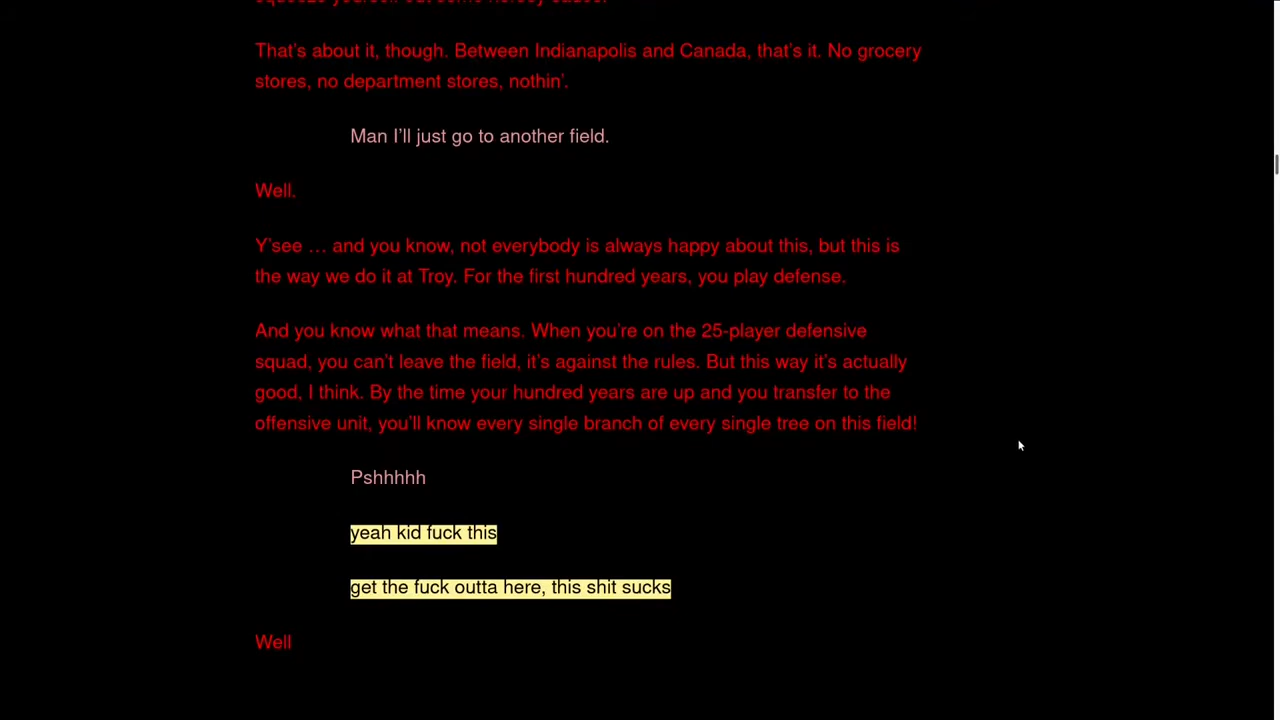 That's about it, though. Between Indianapolis and Canada, that's it. No grocery
stores, no department stores, nothin'.
Man I'll just go to another field.
Well.
Y'see … and you know, not everybody is always happy about this, but this is
the way we do it at Troy. For the first hundred years, you play defense.
And you know what that means. When you're on the 25-player defensive
squad, you can't leave the field, it's against the rules. But this way it's actually
good, I think. By the time your hundred years are up and you transfer to the
offensive unit, you'll know every single branch of every single tree on this field!
Pshhhhh
yeah kid fuck this
get the fuck outta here, this shit sucks
Well